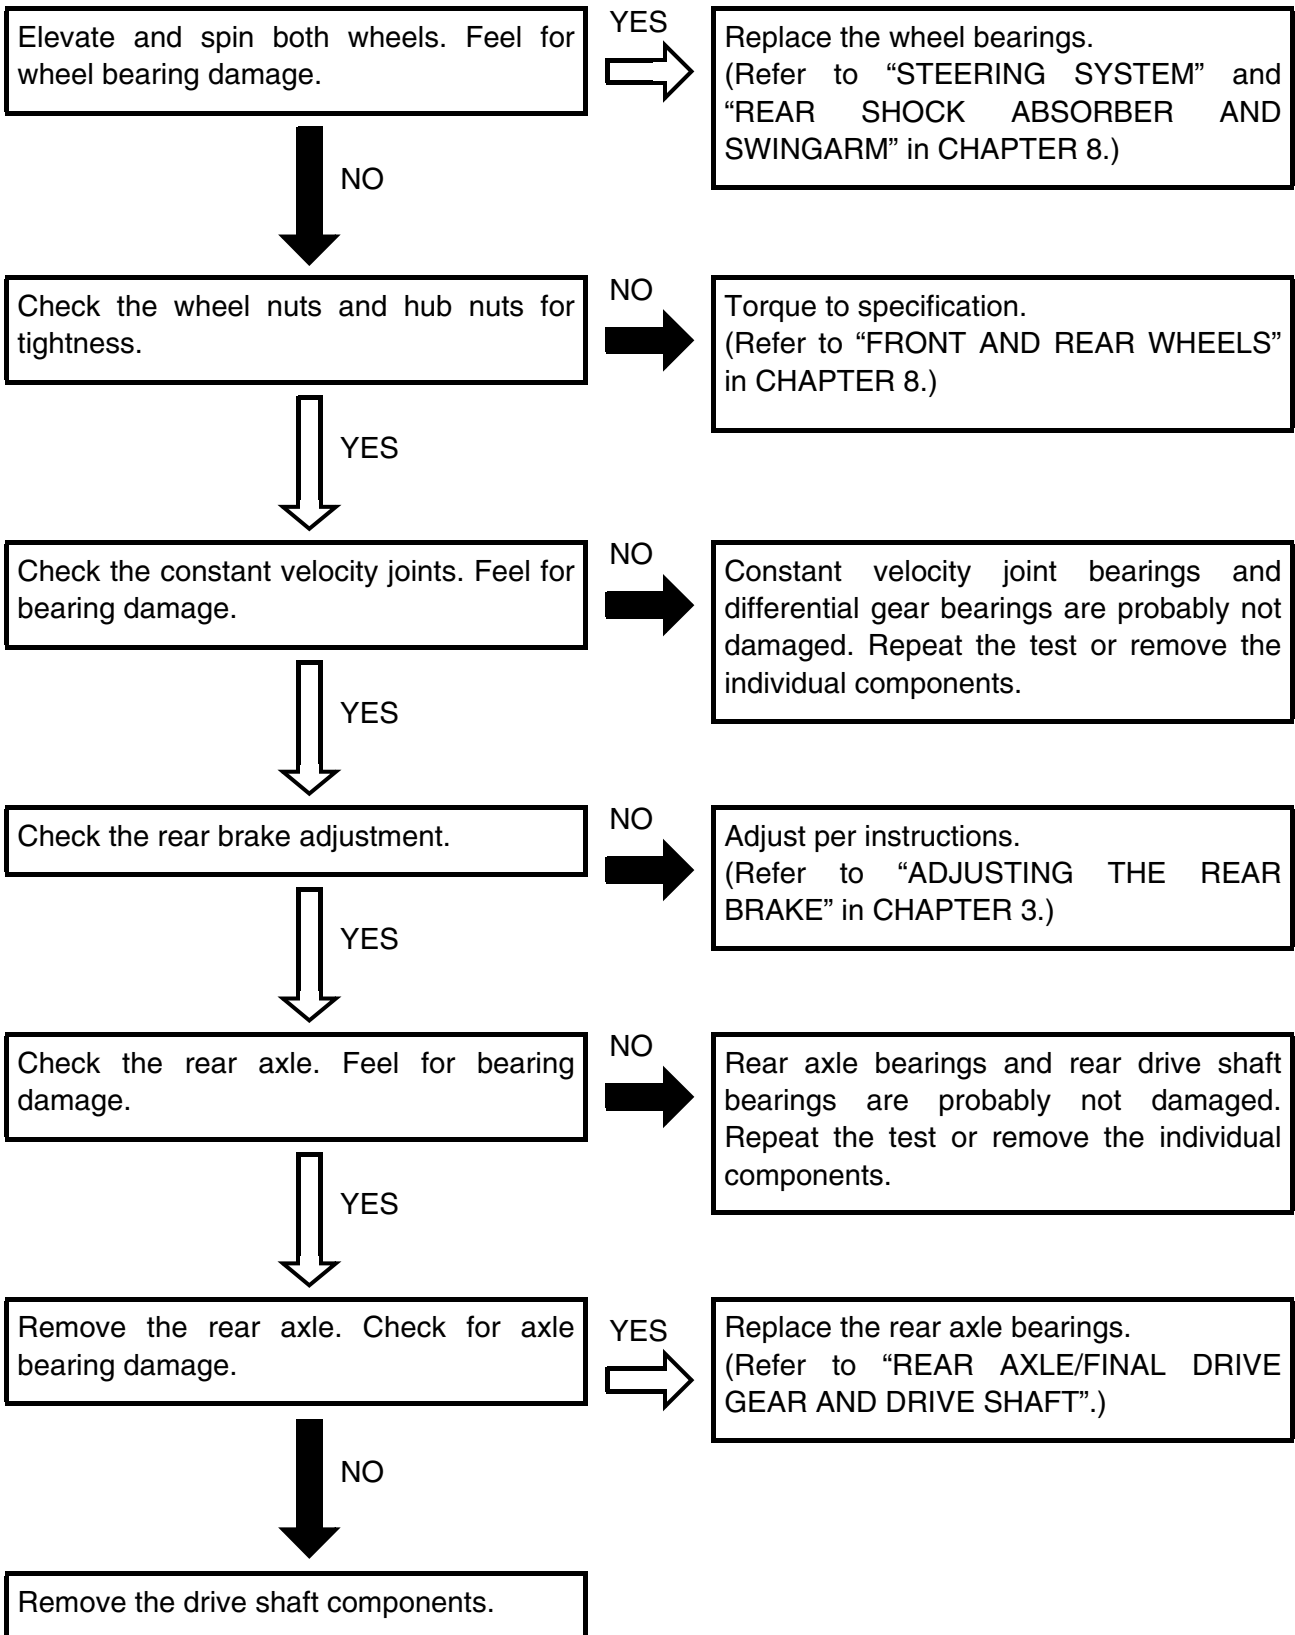 Elevate and spin both wheels. Feel for
wheel bearing damage.
YES
Replace the wheel bearings.
(Refer to “STEERING SYSTEM” and
“REAR SHOCK ABSORBER AND
SWINGARM” in CHAPTER 8.)
NO
Check the wheel nuts and hub nuts for
tightness.
NO
Torque to specification.
(Refer to “FRONT AND REAR WHEELS”
in CHAPTER 8.)
YES
Check the constant velocity joints. Feel for
bearing damage.
NO
Constant velocity joint bearings and
differential gear bearings are probably not
damaged. Repeat the test or remove the
individual components.
YES
Check the rear brake adjustment.
NO
Adjust per instructions.
(Refer to “ADJUSTING THE REAR
BRAKE” in CHAPTER 3.)
YES
Check the rear axle. Feel for bearing
damage.
NO
Rear axle bearings and rear drive shaft
bearings are probably not damaged.
Repeat the test or remove the individual
components.
YES
Remove the rear axle. Check for axle
bearing damage.
YES
Replace the rear axle bearings.
(Refer to “REAR AXLE/FINAL DRIVE
GEAR AND DRIVE SHAFT”.)
NO
Remove the drive shaft components.